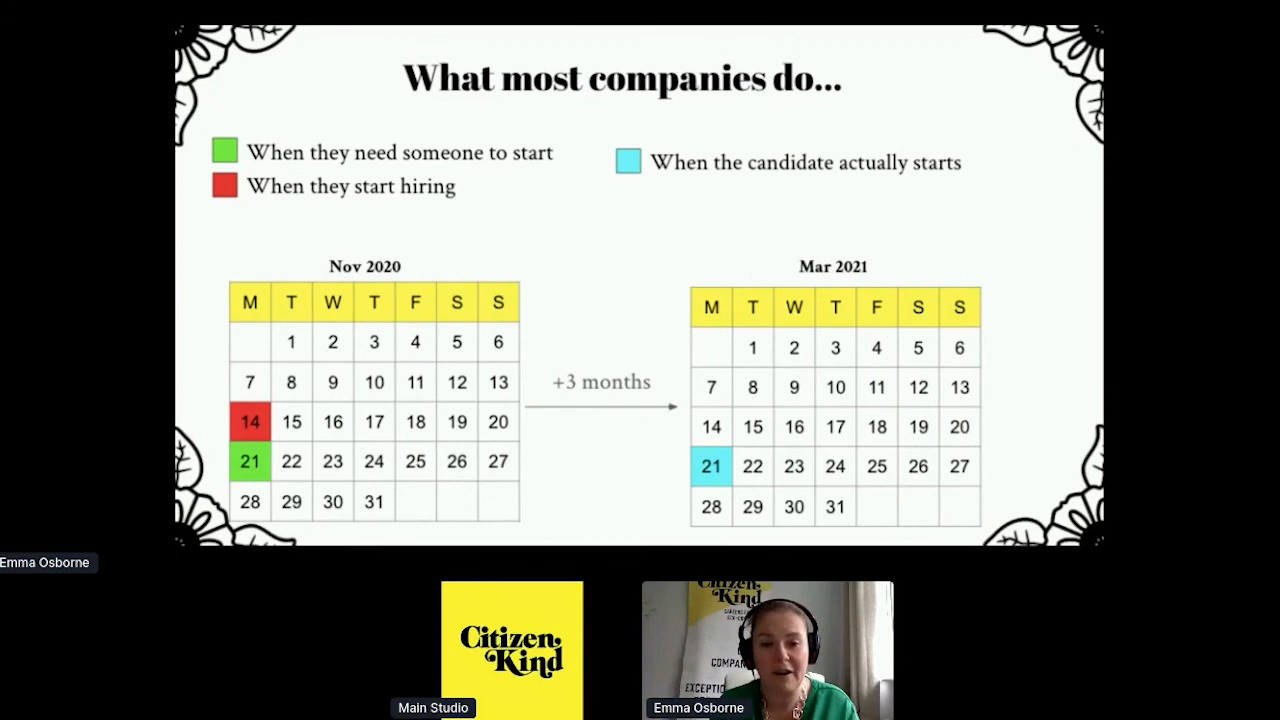 What most companies do...
When they need someone to start
When they start hiring
When the candidate actually starts
Nov 2020
M T W T F S S
1 2 3 4 5 6
7 8 9 10 11 12 13
14 15 16 17 18 19 20
21 22 23 24 25 26 27
28 29 30 31
+3 months
Mar 2021
M T W T F S S
1 2 3 4 5 6
7 8 9 10 11 12 13
14 15 16 17 18 19 20
21 22 23 24 25 26 27
28 29 30 31
Emma Osborne
Citizen
Kind
Main Studio
Citizen
Kind
COMPAN
EXCEPTIO
Emma Osborne